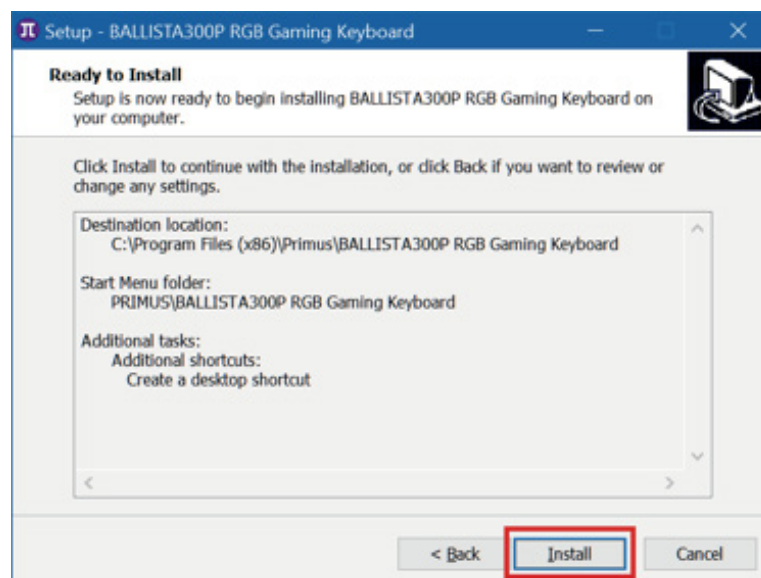 Setup - BALLISTA300P RGB Gaming Keyboard
Ready to Install
Setup is now ready to begin installing BALLISTA300P RGB Gaming Keyboard on
your computer.
Click Install to continue with the installation, or click Back if you want to review or
change any settings.
Destination location:
C:\Program Files (x86)\Primus\BALLISTA300P RGB Gaming Keyboard
Start Menu folder:
PRIMUS\BALLISTA300P RGB Gaming Keyboard
Additional tasks:
Additional shortcuts:
Create a desktop shortcut
< Back Install Cancel